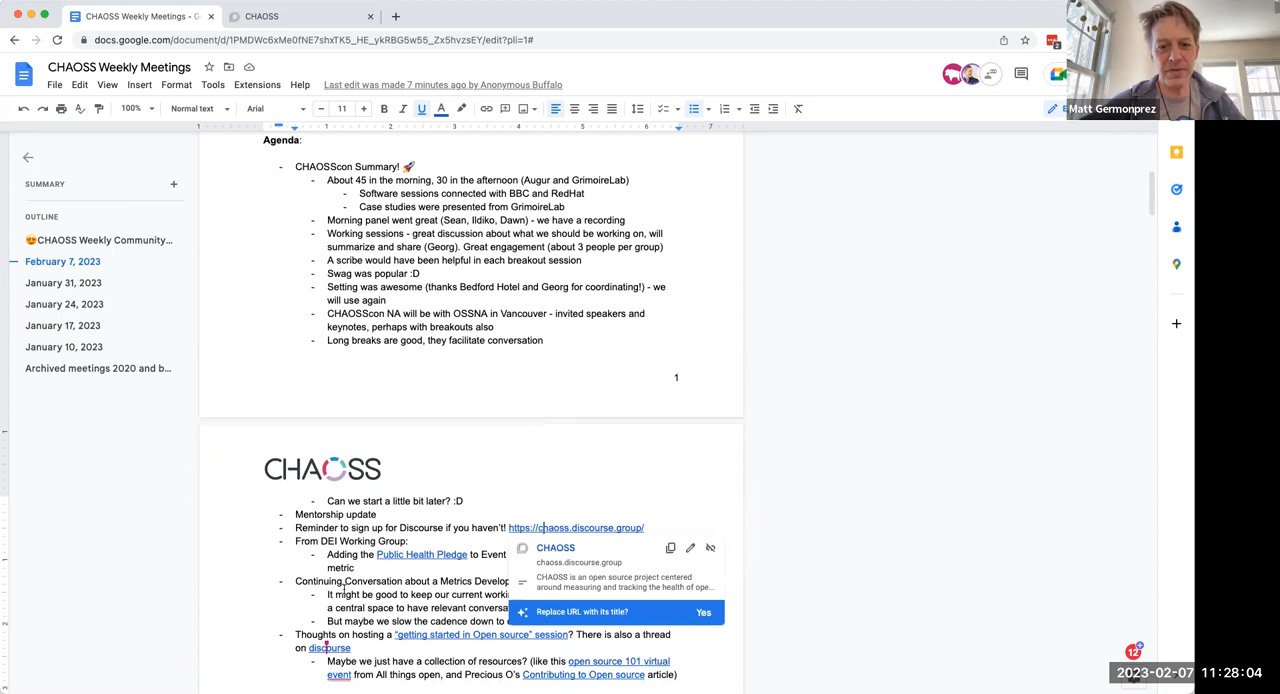 CHAOSS Weekly Meetings - G
CHAOSS
docs.google.com/document/d/1PMDWc6xMe0fNE7shxTK5_HE_ykRBG5w55_Zx5hvzsEY/edit?pli=1#
2
CHAOSS Weekly Meetings
File Edit View Insert Format Tools Extensions Help Last edit was made 7 minutes ago by Anonymous Buffalo
Matt Germonprez
100% Normal text Arial 11 B I U A
1 1 2 3 4 5 6 7
SUMMARY
OUTLINE
😍CHAOSS Weekly Community...
February 7, 2023
January 31, 2023
January 24, 2023
January 17, 2023
January 10, 2023
Archived meetings 2020 and b...
Agenda:
- CHAOSScon Summary! 🚀
- About 45 in the morning, 30 in the afternoon (Augur and GrimoireLab)
- Software sessions connected with BBC and RedHat
- Case studies were presented from GrimoireLab
- Morning panel went great (Sean, Ildiko, Dawn) - we have a recording
- Working sessions - great discussion about what we should be working on, will
summarize and share (Georg). Great engagement (about 3 people per group)
- A scribe would have been helpful in each breakout session
- Swag was popular :D
- Setting was awesome (thanks Bedford Hotel and Georg for coordinating!) - we
will use again
- CHAOSScon NA will be with OSSNA in Vancouver - invited speakers and
keynotes, perhaps with breakouts also
- Long breaks are good, they facilitate conversation
1
CHAOSS
- Can we start a little bit later? :D
- Mentorship update
- Reminder to sign up for Discourse if you haven't! https://chaoss.discourse.group/
- From DEI Working Group:
- Adding the Public Health Pledge to Event
metric
- Continuing Conversation about a Metrics Develop
- It might be good to keep our current working
a central space to have relevant conversa
- But maybe we slow the cadence down to
CHAOSS
chaoss.discourse.group
CHAOSS is an open source project centered
around measuring and tracking the health of ope...
Replace URL with its title? Yes
- Thoughts on hosting a "getting started in Open source" session? There is also a thread
on discourse
- Maybe we just have a collection of resources? (like this open source 101 virtual
event from All things Open, and Precious O's Contributing to Open source article)
12
2023-02-07 11:28:04